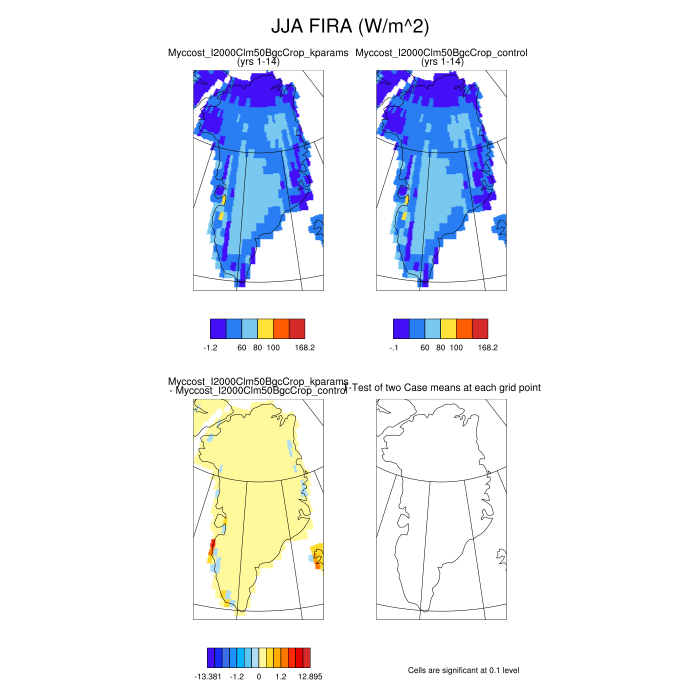 JJA FIRA (W/m^2)
Myccost_I2000Clm50BgcCrop_kparams
(yrs 1-14)
Myccost_I2000Clm50BgcCrop_control
(yrs 1-14)
-1.2 60 80 100 168.2
-.1 60 80 100 168.2
Myccost_I2000Clm50BgcCrop_kparams
- Myccost_I2000Clm50BgcCrop_control
T-Test of two Case means at each grid point
-13.381 -1.2 0 1.2 12.895
Cells are significant at 0.1 level